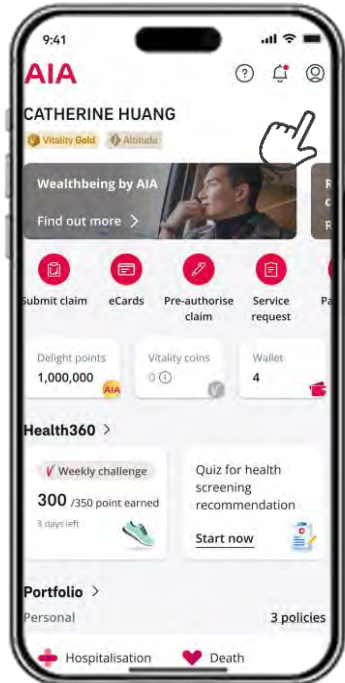 9:41
AIA
CATHERINE HUANG
Vitality Gold Altitude
Wealthbeing by AIA
Find out more >
Submit claim eCards Pre-authorise claim Service request
Delight points
1,000,000
AIA
Vitality coins
0
Wallet
4
Health360 >
Weekly challenge
300 /350 point earned
3 days left
Quiz for health
screening
recommendation
Start now
Portfolio >
Personal 3 policies
Hospitalisation Death